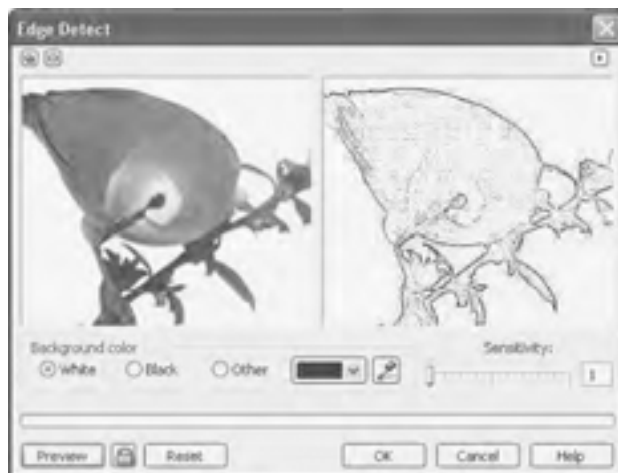 Edge Detect
Background color
White
Black
Other
Sensitivity:
1
Preview
Reset
OK
Cancel
Help